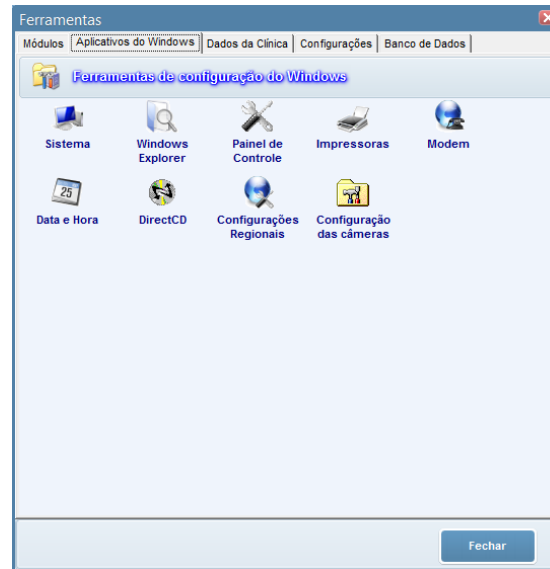 Ferramentas
Módulos Aplicativos do Windows Dados da Clínica Configurações Banco de Dados
Ferramentas de configuração do Windows
Sistema Windows Explorer Painel de Controle Impressoras Modem
25
Data e Hora DirectCD Configurações Regionais Configuração das câmeras
Fechar